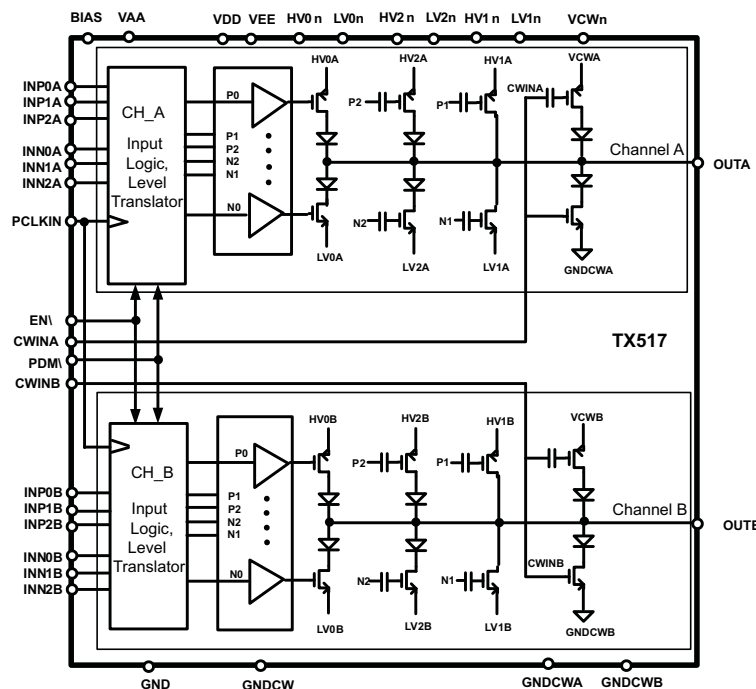 BIAS VAA VDD VEE HV0 n LV0n HV2 n LV2n HV1 n LV1n VCWn
HV0A HV2A HV1A VCWA
INP0A
INP1A
INP2A
INN0A
INN1A
INN2A
PCLKIN
CH_A
Input
Logic,
Level
Translator
P0
P1
P2
N2
N1
N0
P2
P1
CWINA
Channel A
OUTA
N2
N1
LV0A LV2A LV1A GNDCWA
EN\
CWINA
PDM\
CWINB
TX517
HV0B HV2B HV1B VCWB
INP0B
INP1B
INP2B
INN0B
INN1B
INN2B
CH_B
Input
Logic,
Level
Translator
P0
P1
P2
N2
N1
N0
P2
P1
Channel B
OUTB
N2
N1
CWINB
LV0B LV2B LV1B GNDCWB
GND GNDCW GNDCWA GNDCWB